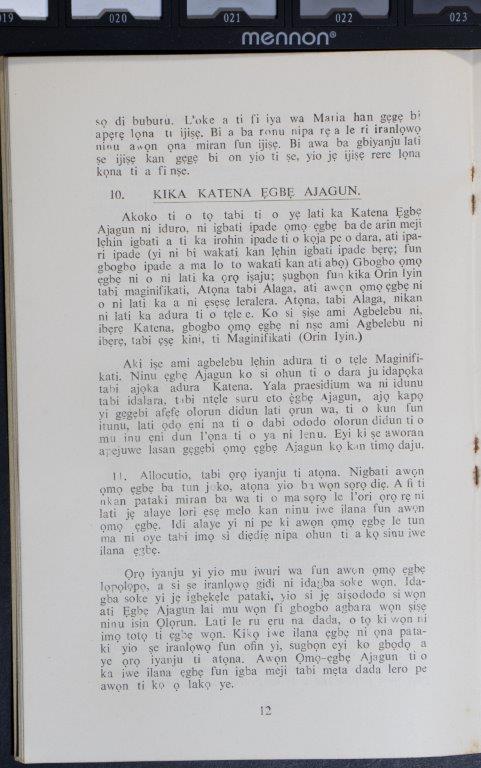 019 020 021 022 023
mennon®
sọ di buburu. L'oke a ti fi iya wa Maria han gẹgẹ bi
apẹrẹ lọna ti ijisẹ. Bi a ba ronu nipa rẹ a le ri iranlọwọ
ninu awọn ọna miran fun ijisẹ. Bi awa ba gbiyanju lati
ṣe ijisẹ kan gẹgẹ bi on yio ti ṣe, yio jẹ ijisẹ rere lọna
kọna ti a fi nṣe.
10. KIKA KATENA ẸGBẸ AJAGUN.
Akoko ti o tọ tabi ti o yẹ lati ka Katena Ẹgbẹ
Ajagun ni iduro, ni igbati ipade ọmọ ẹgbẹ ba de arin meji
lẹhin igbati a ti ka irohin ipade ti o kọja pe o dara, ati ipa-
ri ipade (yi ni bi wakati kan lẹhin igbati ipade bẹrẹ; fun
gbogbo ipade a ma lo to wakati kan ati abọ) Gbogbo ọmọ
ẹgbẹ ni o ni lati ka ọrọ iṣaju; ṣugbọn fun kika Orin Iyin
tabi maginifikati, Atọna tabi Alaga, ati awọn ọmọ ẹgbẹ ni
o ni lati ka a ni ẹsẹsẹ leralera. Atọna, tabi Alaga, nikan
ni lati ka adura ti o tẹle e. Ko si ṣiṣe ami Agbelebu ni,
ibẹrẹ Katena, gbogbo ọmọ ẹgbẹ ni nṣe ami Agbelebu ni
ibẹrẹ, tabi ẹsẹ kini, ti Maginifikati (Orin Iyin.)
Aki iṣe ami agbelebu lẹhin adura ti o tẹle Maginifi-
kati. Ninu ẹgbẹ Ajagun ko si ohun ti o dara ju idapọka
tabi ajọka adura Katena. Yala praesidium wa ni idunu
tabi idalara, tabi ntẹle suru eto ẹgbẹ Ajagun, ajọ kapọ
yi gẹgẹbi afẹfẹ olorun didun lati ọrun wa, ti o kun fun
itunu, lati ọdọ ẹni na ti o dabi ododo olorun didun ti o
mu inu ẹni dun l'ọna ti o ya ni lẹnu. Eyi ki ṣe aworan
apejuwe lasan gẹgẹbi ọmọ ẹgbẹ Ajagun kọ kan timọ daju.
11. Allocutio, tabi ọrọ iyanju ti atọna. Nigbati awọn
ọmọ ẹgbẹ ba tun joko, atọna yio ba wọn sọrọ diẹ. A fi ti
nkan pataki miran ba wa ti o ma sọrọ le l'ori ọrọ rẹ ni
lati jẹ alaye lori ẹsẹ melo kan ninu iwe ilana fun awọn
ọmọ ẹgbẹ. Idi alaye yi ni pe ki awọn ọmọ ẹgbẹ le tun
ma ni oye tabi imọ si diẹdiẹ nipa ohun ti a kọ sinu iwe
ilana ẹgbẹ.
Ọrọ iyanju yi yio mu iwuri wa fun awọn ọmọ ẹgbẹ
lọpọlọpọ, a si ṣe iranlọwọ gidi ni idagba soke wọn. Ida-
gba soke yi jẹ igbẹkẹle pataki, yio si jẹ aiṣododo si wọn
ati Ẹgbẹ Ajagun lai mu wọn fi gbogbo agbara wọn ṣiṣẹ
ninu isin Ọlọrun. Lati le ru ẹru na dada, o tọ ki wọn ni
imọ totọ ti ẹgbẹ wọn. Kikọ iwe ilana ẹgbẹ ni ọna pata-
ki yio ṣe iranlọwọ fun ofin yi, sugbọn eyi ko gbọdọ a
yẹ ọrọ iyanju ti atọna. Awọn Ọmọ-ẹgbẹ Ajagun ti o
ka iwe ilana ẹgbẹ fun igba meji tabi mẹta dada lero pe
awọn ti kọ ọ lakọ ye.
12